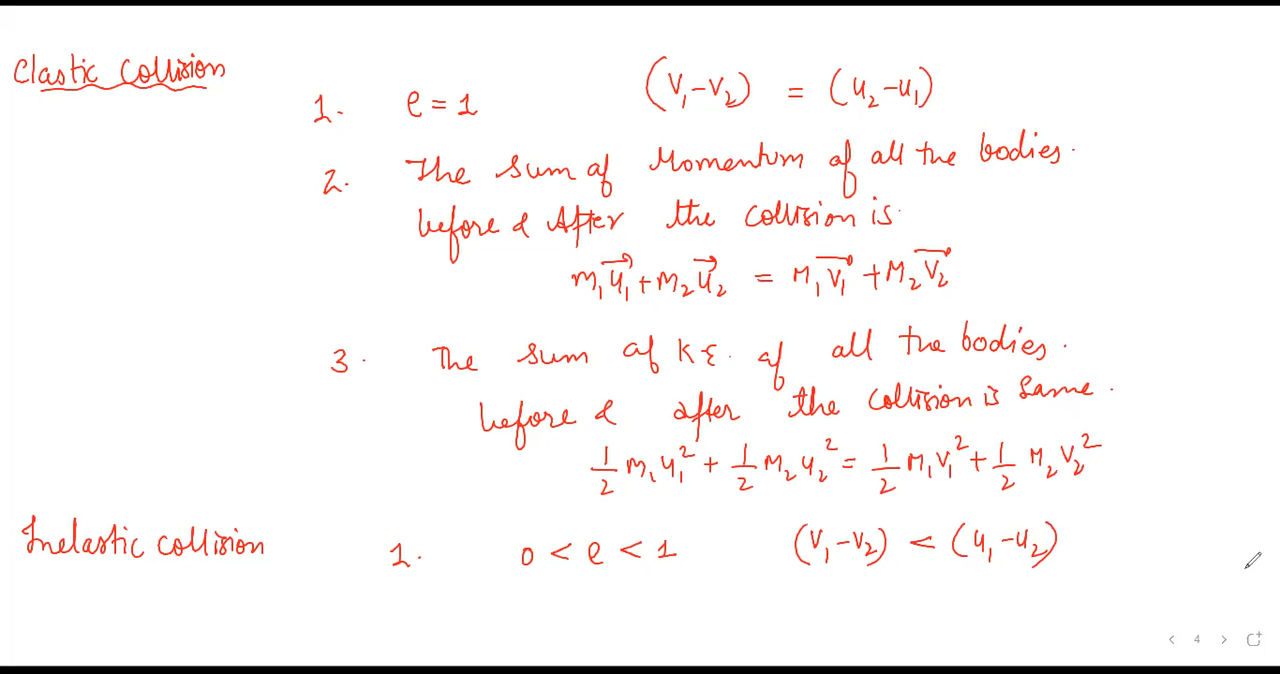 Elastic Collision
1. e = 1 (V₁-V₂) = (u₂-u₁)
2. The sum of Momentum of all the bodies.
before & After the collision is.
m₁u₁⃗ + M₂u₂⃗ = M₁V₁⃗ + M₂V₂⃗
3. The sum of K.E. of all the bodies.
before & after the collision is same.
1/2 m₁u₁² + 1/2 M₂u₂² = 1/2 M₁V₁² + 1/2 M₂V₂²
Inelastic collision 1. 0 < e < 1 (V₁-V₂) < (u₁-u₂)
< 4 >